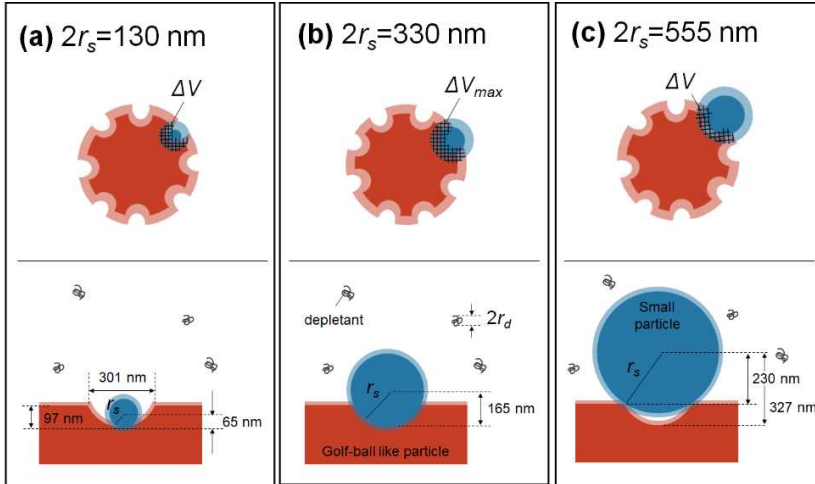 (a) 2rs=130 nm
ΔV
301 nm
rs
97 nm
65 nm
(b) 2rs=330 nm
ΔVmax
depletant
2rd
rs
165 nm
Golf-ball like particle
(c) 2rs=555 nm
ΔV
Small
particle
rs
230 nm
327 nm